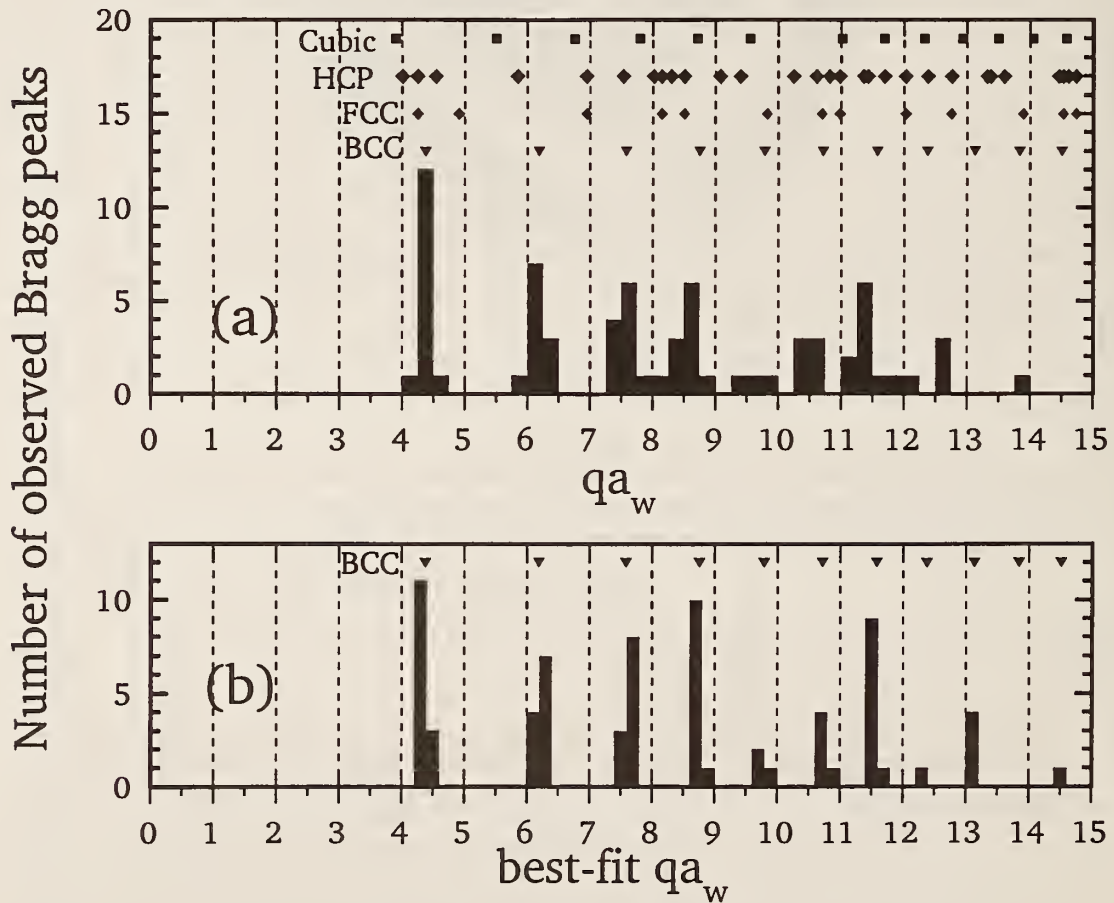 Number of observed Bragg peaks
20
15
10
5
0
Cubic
HCP
FCC
BCC
(a)
0 1 2 3 4 5 6 7 8 9 10 11 12 13 14 15
qa_w
10
5
0
BCC
(b)
0 1 2 3 4 5 6 7 8 9 10 11 12 13 14 15
best-fit qa_w